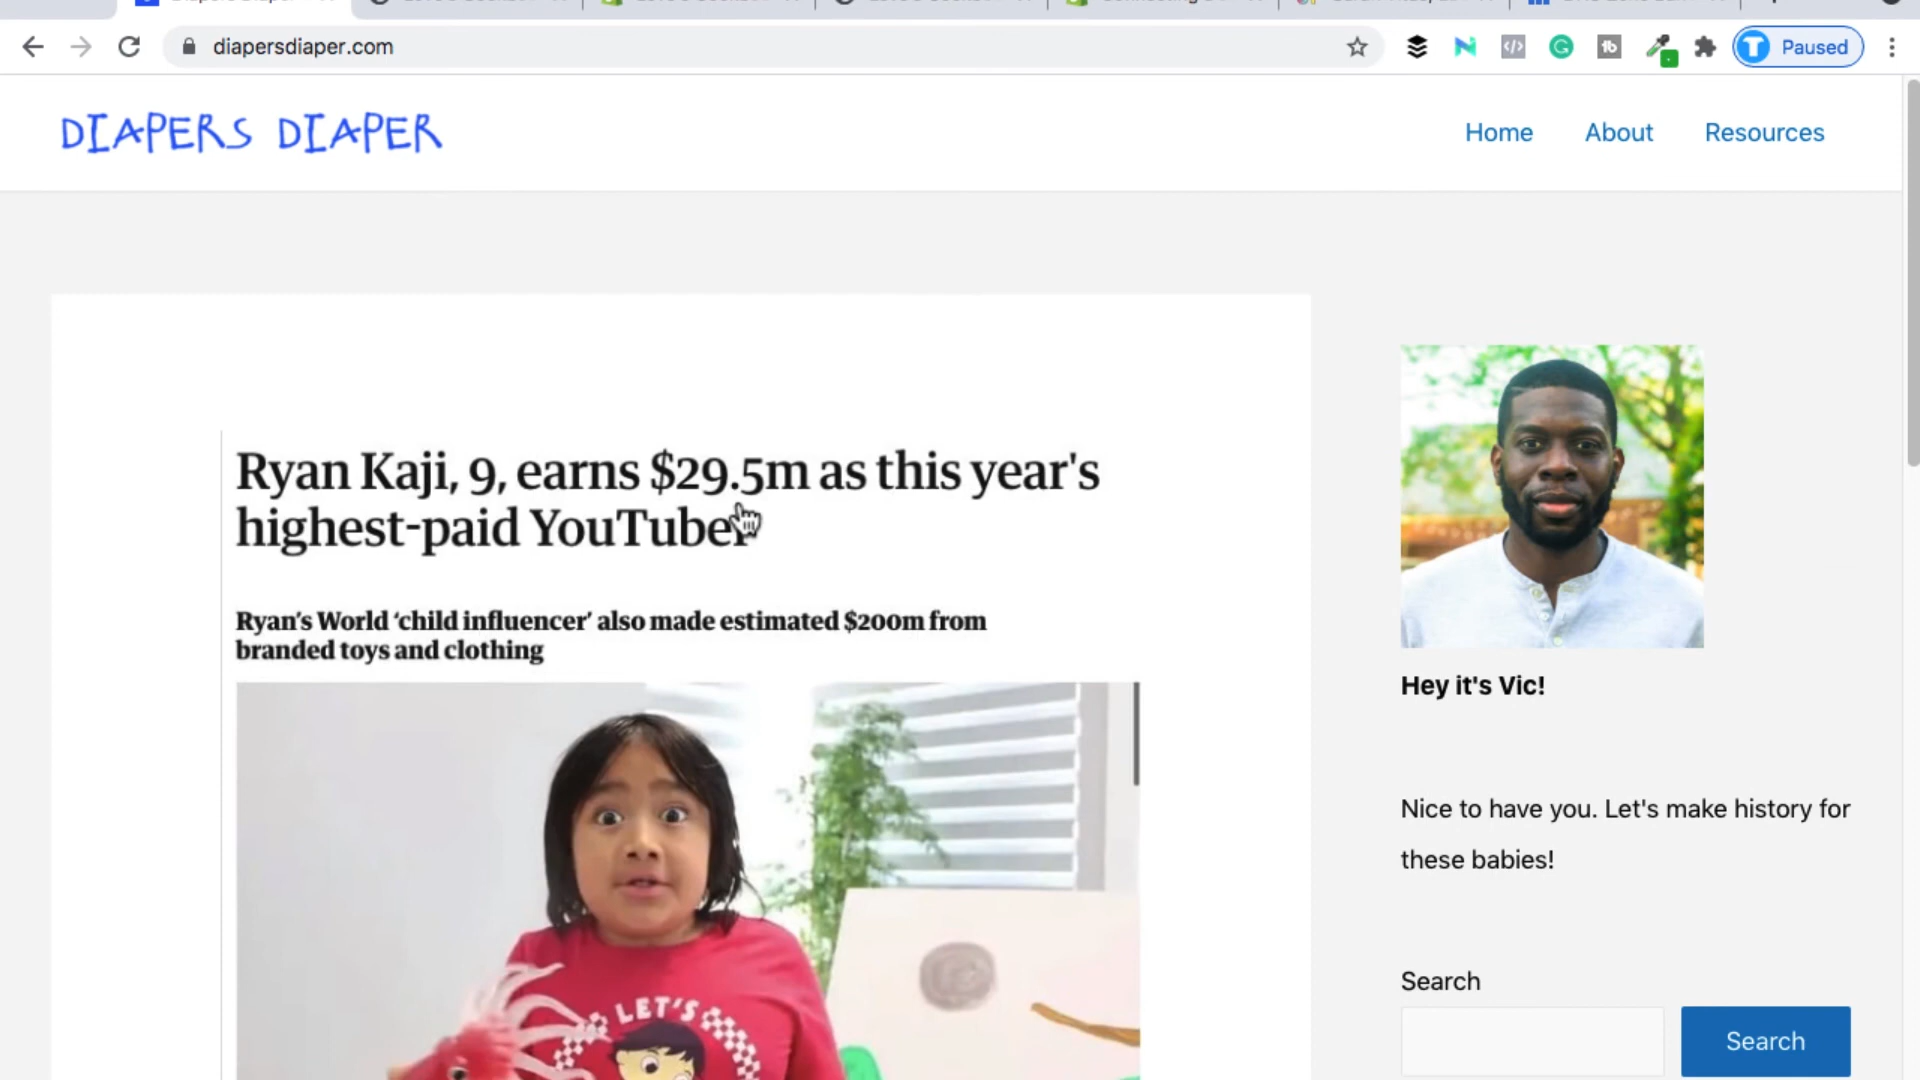 diapersdiaper.com
Paused
DIAPERS DIAPER
Home
About
Resources
Ryan Kaji, 9, earns $29.5m as this year's
highest-paid YouTuber
Ryan's World ‘child influencer’ also made estimated $200m from
branded toys and clothing
LET'S
Hey it's Vic!
Nice to have you. Let's make history for
these babies!
Search
Search